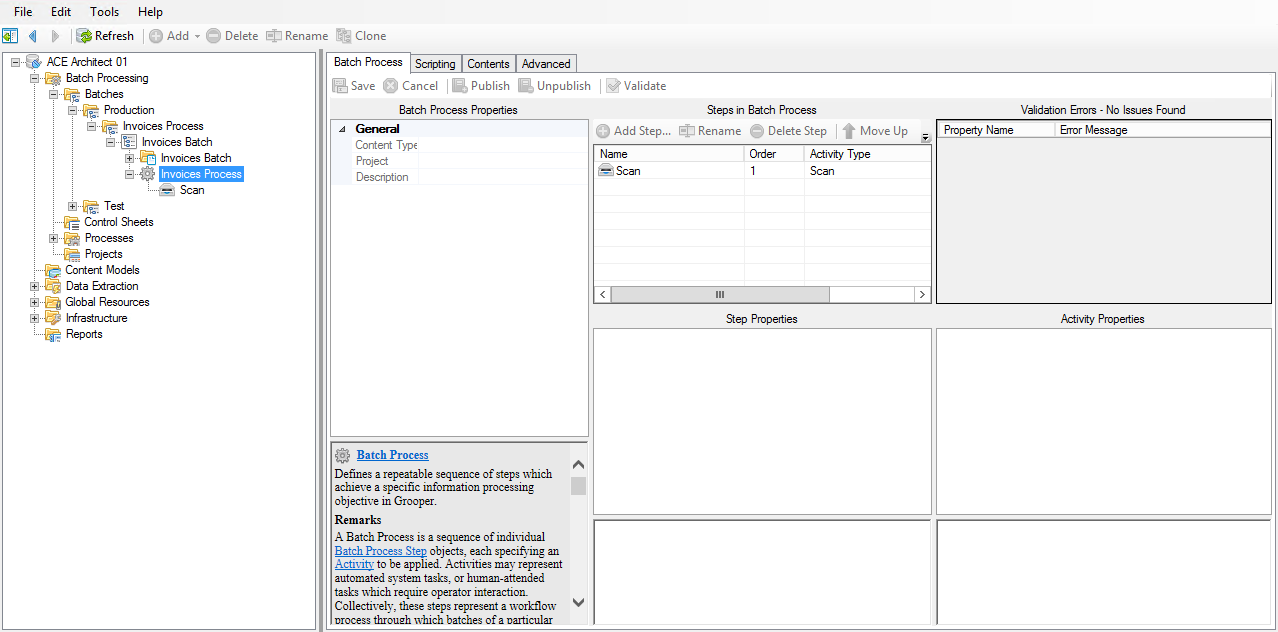 File Edit Tools Help
Refresh Add Delete Rename Clone
ACE Architect 01
Batch Processing
Batches
Production
Invoices Process
Invoices Batch
Invoices Batch
Invoices Process
Scan
Test
Control Sheets
Processes
Projects
Content Models
Data Extraction
Global Resources
Infrastructure
Reports
Batch Process Scripting Contents Advanced
Save Cancel Publish Unpublish Validate
Batch Process Properties
General
Content Type
Project
Description
Batch Process
Defines a repeatable sequence of steps which
achieve a specific information processing
objective in Grooper.
Remarks
A Batch Process is a sequence of individual
Batch Process Step objects, each specifying an
Activity to be applied. Activities may represent
automated system tasks, or human-attended
tasks which require operator interaction.
Collectively, these steps represent a workflow
process through which batches of a particular
Steps in Batch Process
Add Step... Rename Delete Step Move Up
Name Order Activity Type
Scan 1 Scan
Validation Errors - No Issues Found
Property Name Error Message
Step Properties
Activity Properties